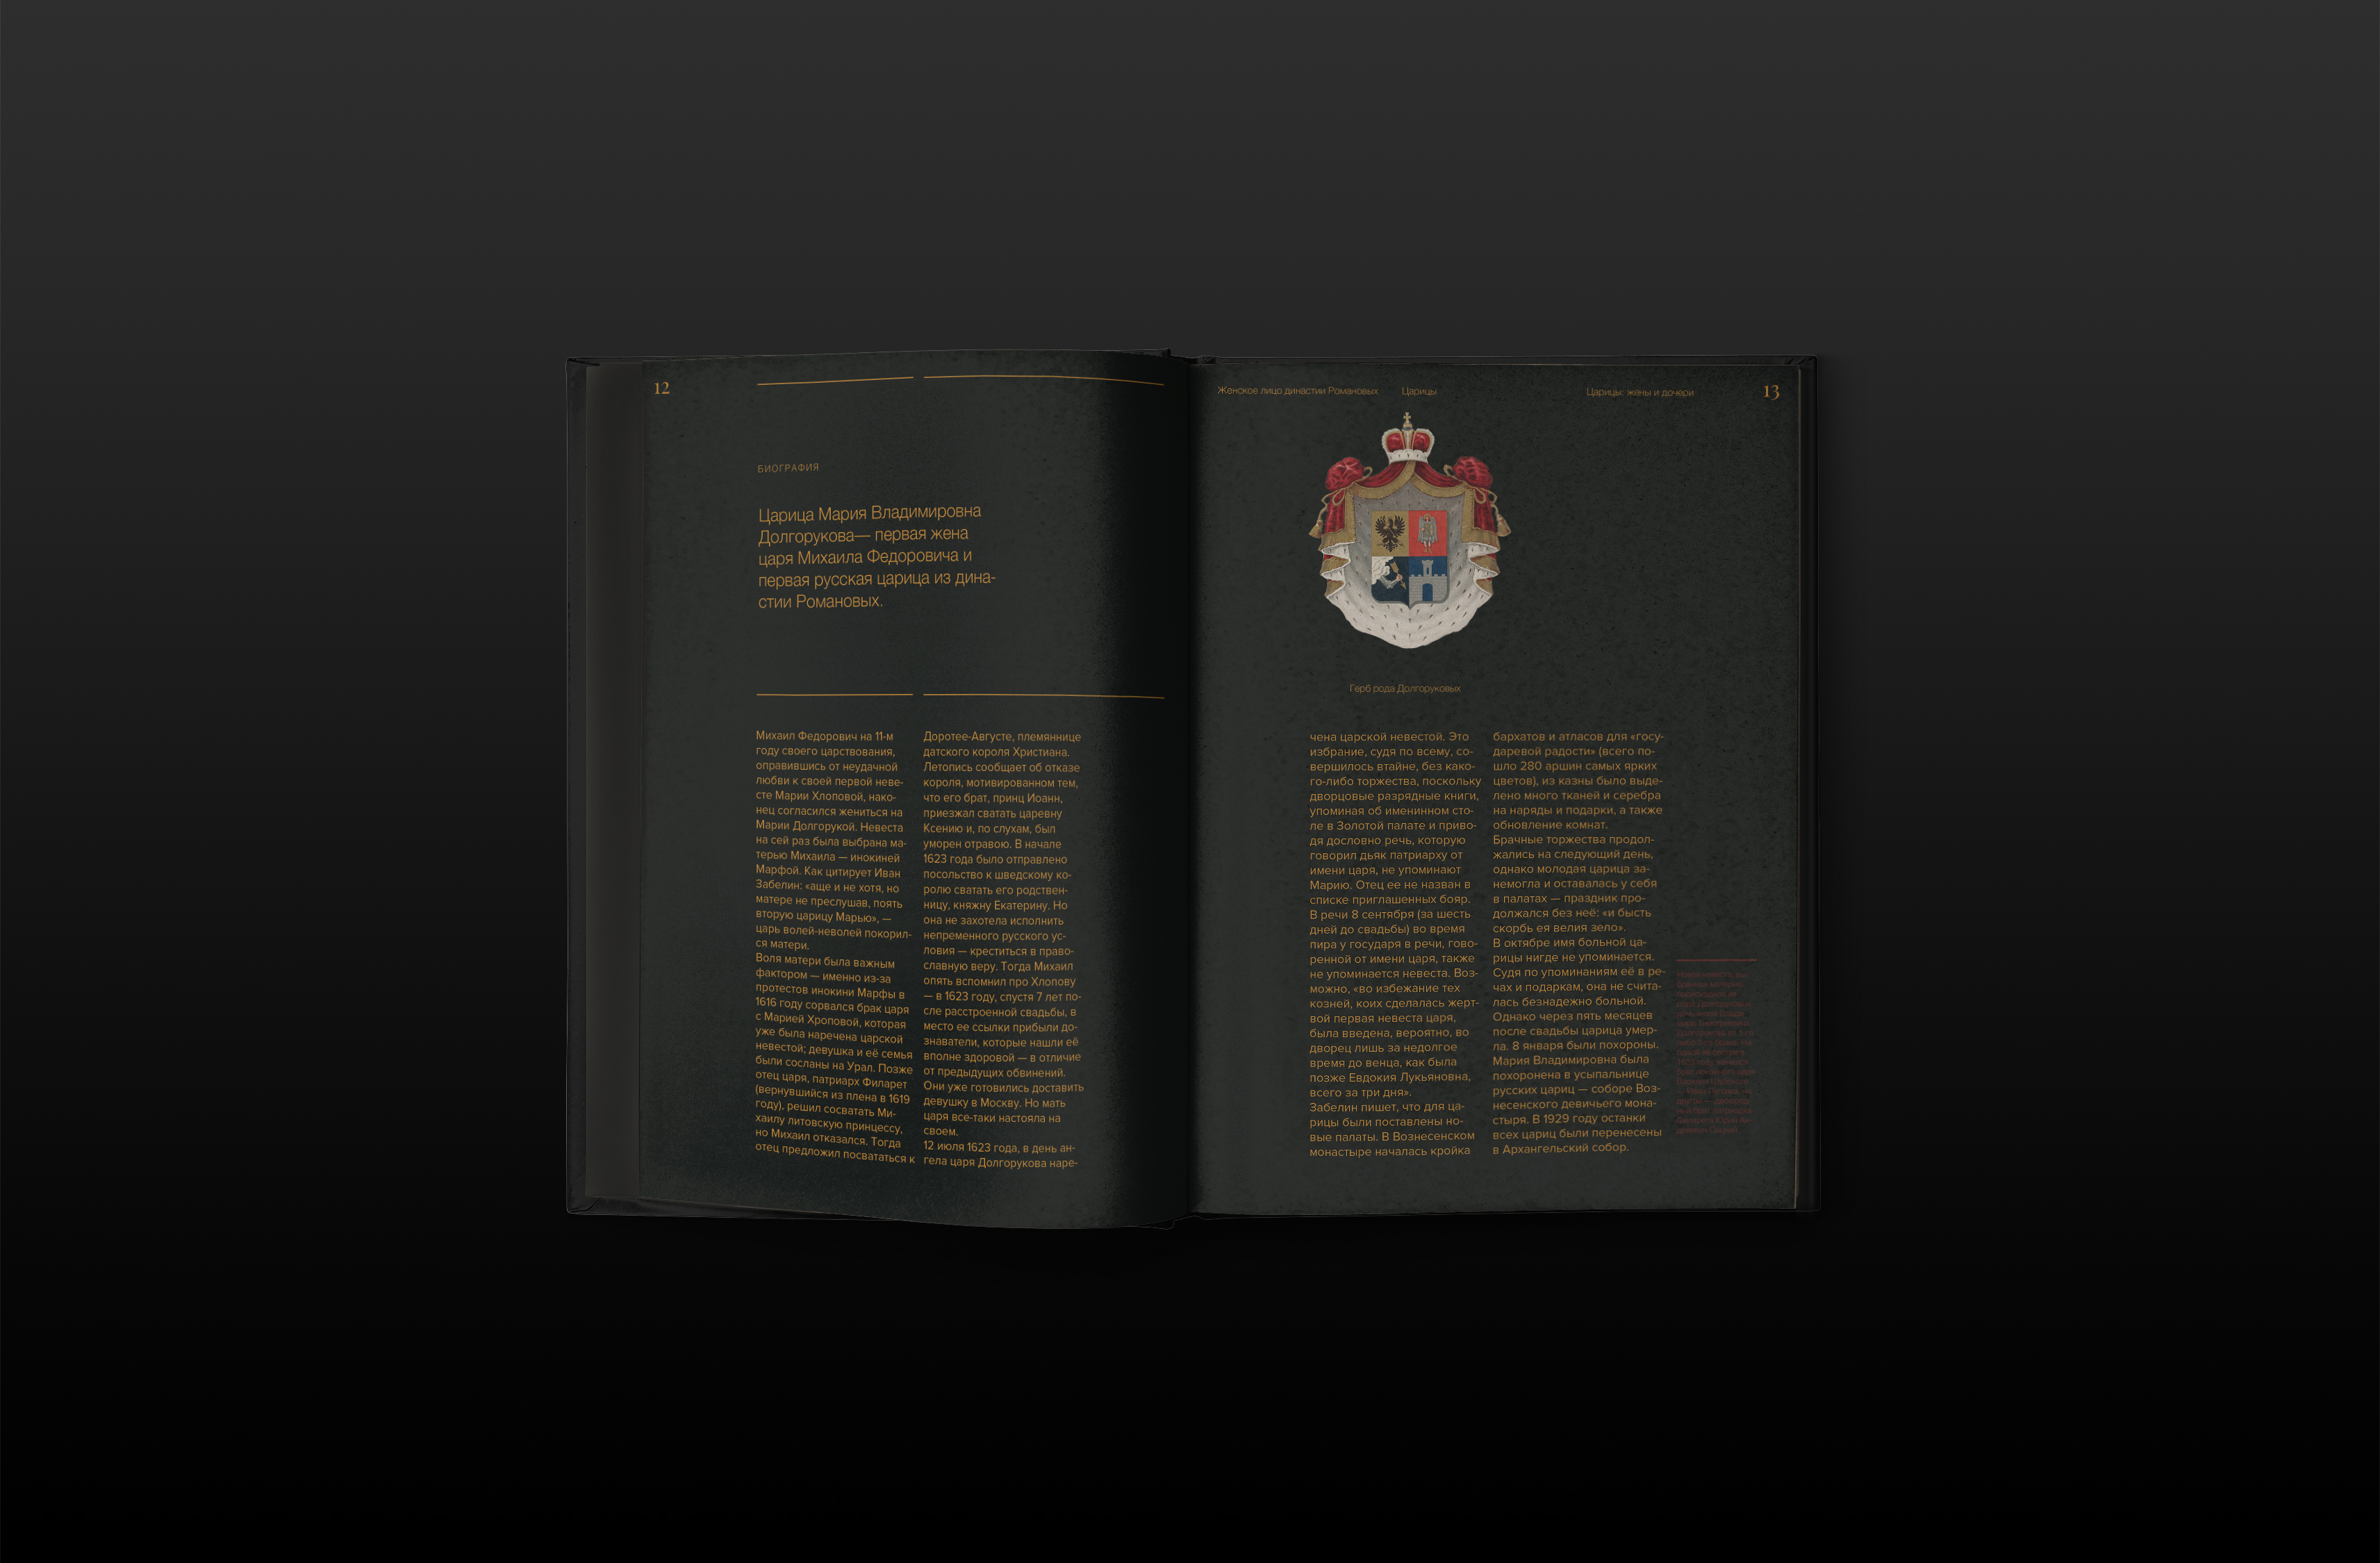 12
БИОГРАФИЯ
Царица Мария Владимировна
Долгорукова— первая жена
царя Михаила Федоровича и
первая русская царица из дина-
стии Романовых.
Михаил Федорович на 11-м
году своего царствования,
оправившись от неудачной
любви к своей первой неве-
сте Марии Хлоповой, нако-
нец согласился жениться на
Марии Долгорукой. Невеста
на сей раз была выбрана ма-
терью Михаила — инокиней
Марфой. Как цитирует Иван
Забелин: «аще и не хотя, но
матере не преслушав, поять
вторую царицу Марью», —
царь волей-неволей покорил-
ся матери.
Воля матери была важным
фактором — именно из-за
протестов инокини Марфы в
1616 году сорвался брак царя
с Марией Хроповой, которая
уже была наречена царской
невестой; девушка и её семья
были сосланы на Урал. Позже
отец царя, патриарх Филарет
(вернувшийся из плена в 1619
году), решил сосватать Ми-
хаилу литовскую принцессу,
но Михаил отказался. Тогда
отец предложил посвататься к
Доротее-Августе, племяннице
датского короля Христиана.
Летопись сообщает об отказе
короля, мотивированном тем,
что его брат, принц Иоанн,
приезжал сватать царевну
Ксению и, по слухам, был
уморен отравою. В начале
1623 года было отправлено
посольство к шведскому ко-
ролю сватать его родствен-
ницу, княжну Екатерину. Но
она не захотела исполнить
непременного русского ус-
ловия — креститься в право-
славную веру. Тогда Михаил
опять вспомнил про Хлопову
— в 1623 году, спустя 7 лет по-
сле расстроенной свадьбы, в
место ее ссылки прибыли до-
знаватели, которые нашли её
вполне здоровой — в отличие
от предыдущих обвинений.
Они уже готовились доставить
девушку в Москву. Но мать
царя все-таки настояла на
своем.
12 июля 1623 года, в день ан-
гела царя Долгорукова наре-
Женское лицо династии Романовых Царицы Царицы: жены и дочери 13
Герб рода Долгоруковых
чена царской невестой. Это
избрание, судя по всему, со-
вершилось втайне, без како-
го-либо торжества, поскольку
дворцовые разрядные книги,
упоминая об именинном сто-
ле в Золотой палате и приво-
дя дословно речь, которую
говорил дьяк патриарху от
имени царя, не упоминают
Марию. Отец ее не назван в
списке приглашенных бояр.
В речи 8 сентября (за шесть
дней до свадьбы) во время
пира у государя в речи, гово-
ренной от имени царя, также
не упоминается невеста. Воз-
можно, «во избежание тех
козней, коих сделалась жерт-
вой первая невеста царя,
была введена, вероятно, во
дворец лишь за недолгое
время до венца, как была
позже Евдокия Лукьяновна,
всего за три дня».
Забелин пишет, что для ца-
рицы были поставлены но-
вые палаты. В Вознесенском
монастыре началась кройка
бархатов и атласов для «госу-
даревой радости» (всего по-
шло 280 аршин самых ярких
цветов), из казны было выде-
лено много тканей и серебра
на наряды и подарки, а также
обновление комнат.
Брачные торжества продол-
жались на следующий день,
однако молодая царица за-
немогла и оставалась у себя
в палатах — праздник про-
должался без неё: «и бысть
скорбь ея велия зело».
В октябре имя больной ца-
рицы нигде не упоминается.
Судя по упоминаниям её в ре-
чах и подаркам, она не счита-
лась безнадежно больной.
Однако через пять месяцев
после свадьбы царица умер-
ла. 8 января были похороны.
Мария Владимировна была
похоронена в усыпальнице
русских цариц — соборе Воз-
несенского девичьего мона-
стыря. В 1929 году останки
всех цариц были перенесены
в Архангельский собор.